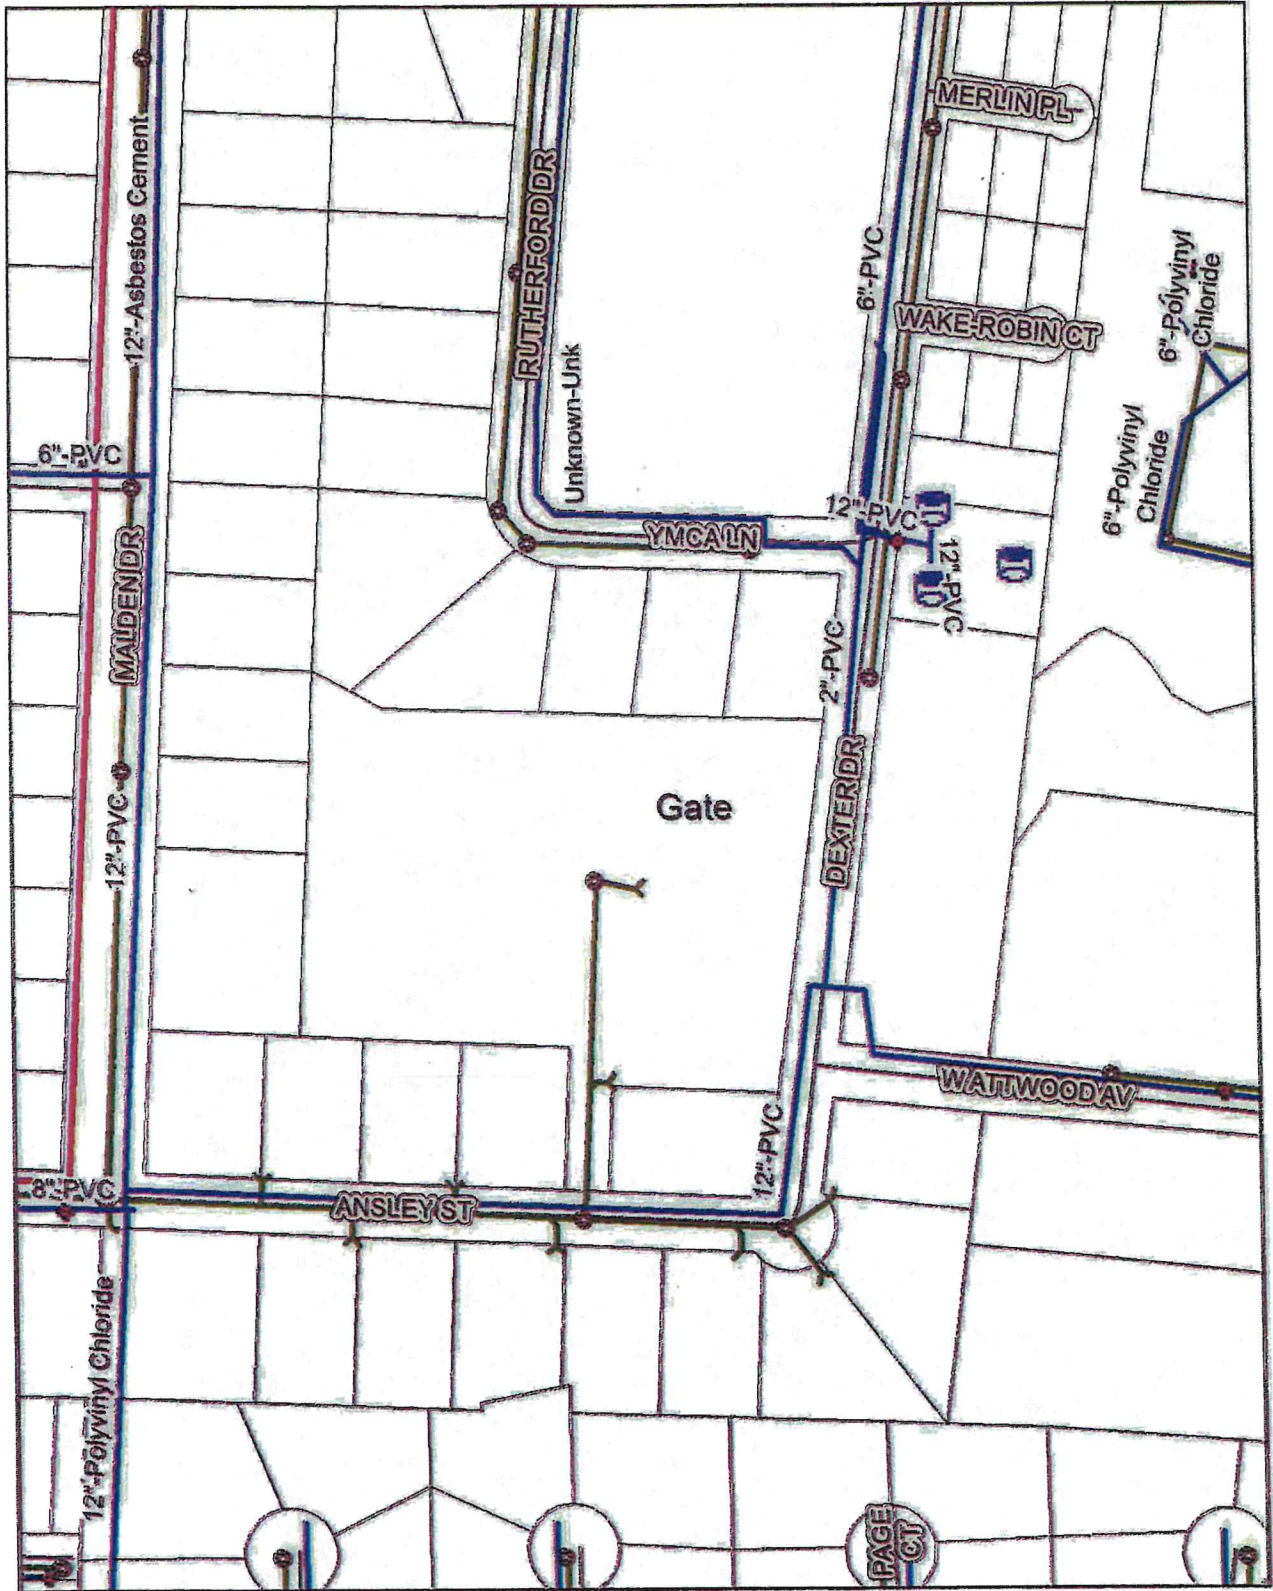 MERLIN PL
12"-Asbestos Cement
RUTHERFORD DR
6"-PVC
WAKE-ROBIN CT
6"-Polyvinyl
Chloride
Unknown-Unk
6"-PVC
6"-Polyvinyl
Chloride
12"-PVC
YMCA LN
12"-PVC
MALDEN DR
2"-PVC
Gate
12"-PVC
DEXTER DR
W ATTWOOD AV
12"-PVC
8"-PVC
ANSLEY ST
12"-Polyvinyl Chloride
PAGE
CT